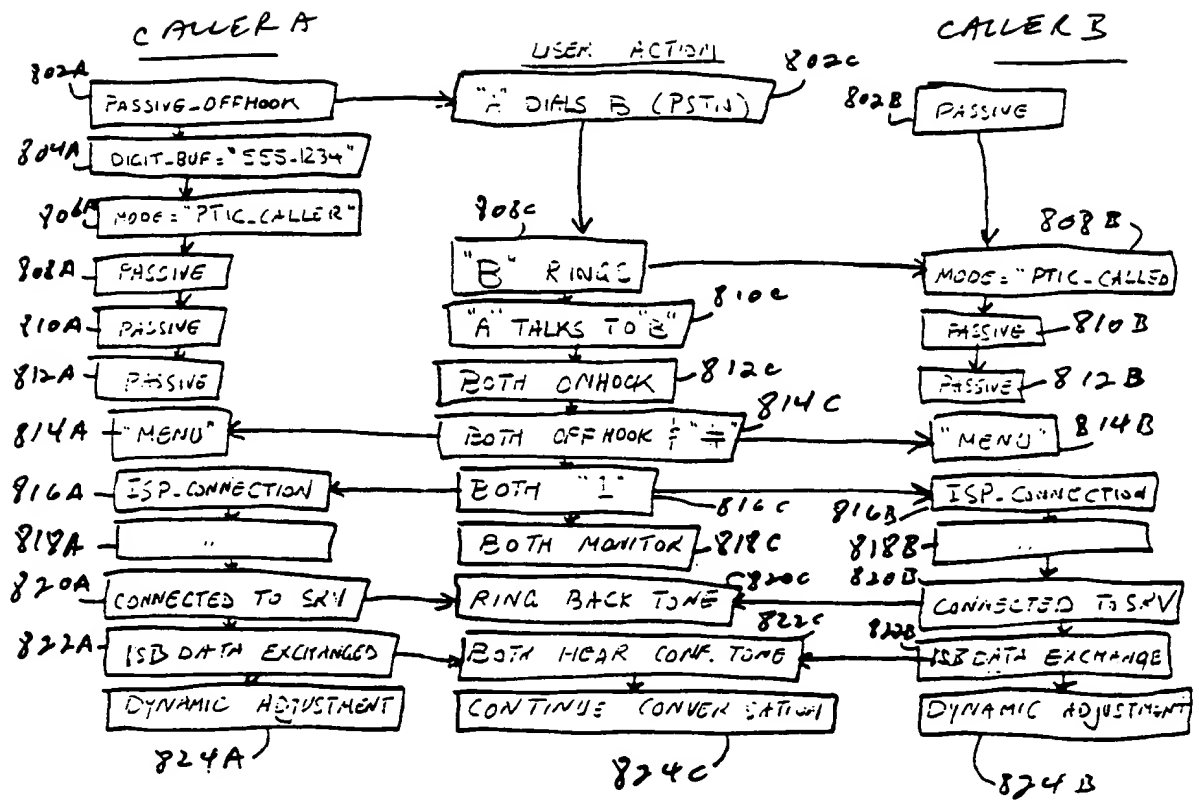 CALLER A
USER ACTION
CALLER B
802A
PASSIVE_OFFHOOK
"A" DIALS B (PSTN)
802C
802B
PASSIVE
804A
DIGIT_BUF="555-1234"
806A
MODE="PTIC_CALLER"
808C
808B
808A
PASSIVE
"B" RINGS
MODE="PTIC_CALLED
810A
PASSIVE
"A" TALKS TO "B"
810C
PASSIVE
810B
812A
PASSIVE
BOTH ONHOOK
812C
PASSIVE
812B
814A
"MENU"
BOTH OFFHOOK & "#"
814C
"MENU"
814B
816A
ISP_CONNECTION
BOTH "1"
816C
816B
ISP_CONNECTION
818A
"
BOTH MONITOR
818C
818B
"
820A
CONNECTED TO SRV
RING BACK TONE
820C
820B
CONNECTED TO SRV
822A
ISB DATA EXCHANGED
BOTH HEAR CONF. TONE
822C
822B
ISB DATA EXCHANGE
DYNAMIC ADJUSTMENT
CONTINUE CONVERSATION
DYNAMIC ADJUSTMENT
824A
824C
824B